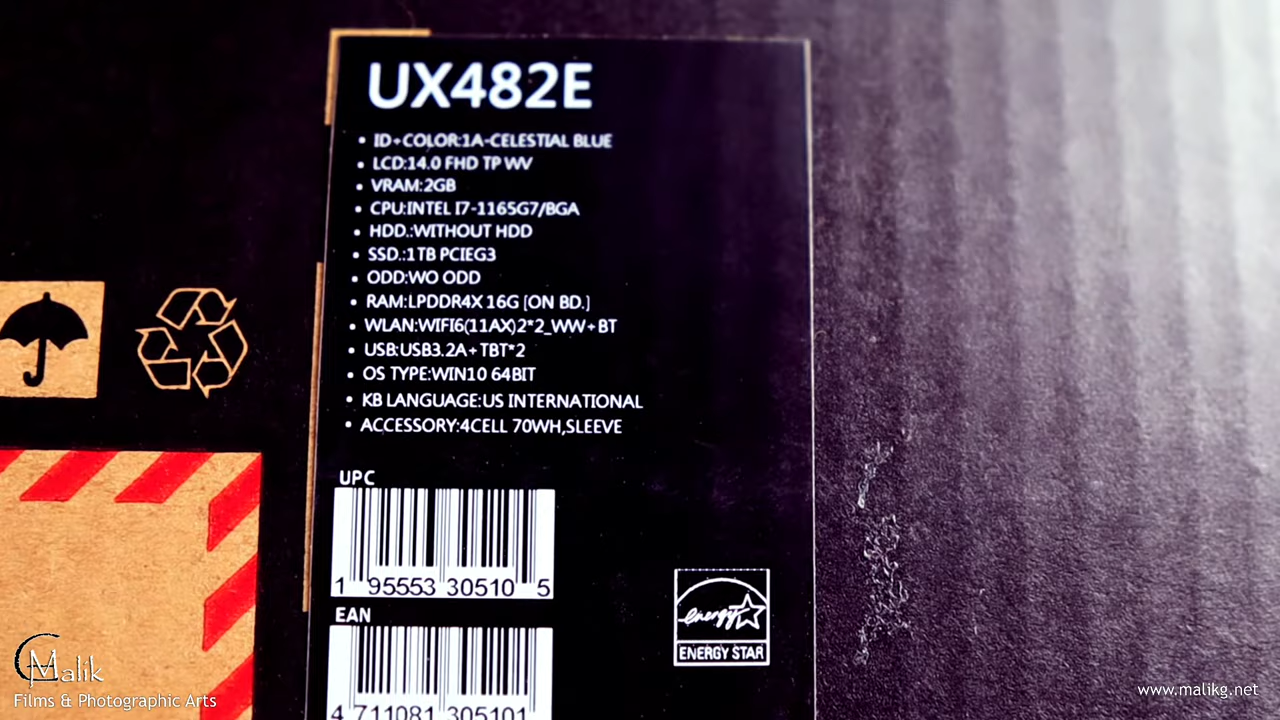 UX482E
• ID+COLOR:1A-CELESTIAL BLUE
• LCD:14.0 FHD TP WV
• VRAM:2GB
• CPU:INTEL I7-1165G7/BGA
• HDD.:WITHOUT HDD
• SSD.:1TB PCIEG3
• ODD:WO ODD
• RAM:LPDDR4X 16G (ON BD.)
• WLAN:WIFI6(11AX)2*2_WW+BT
• USB:USB3.2A+TBT*2
• OS TYPE:WIN10 64BIT
• KB LANGUAGE:US INTERNATIONAL
• ACCESSORY:4CELL 70WH,SLEEVE
UPC
1 95553 30510 5
EAN
4 711081 305101
energy
ENERGY STAR
Malik
Films & Photographic Arts
www.malikg.net